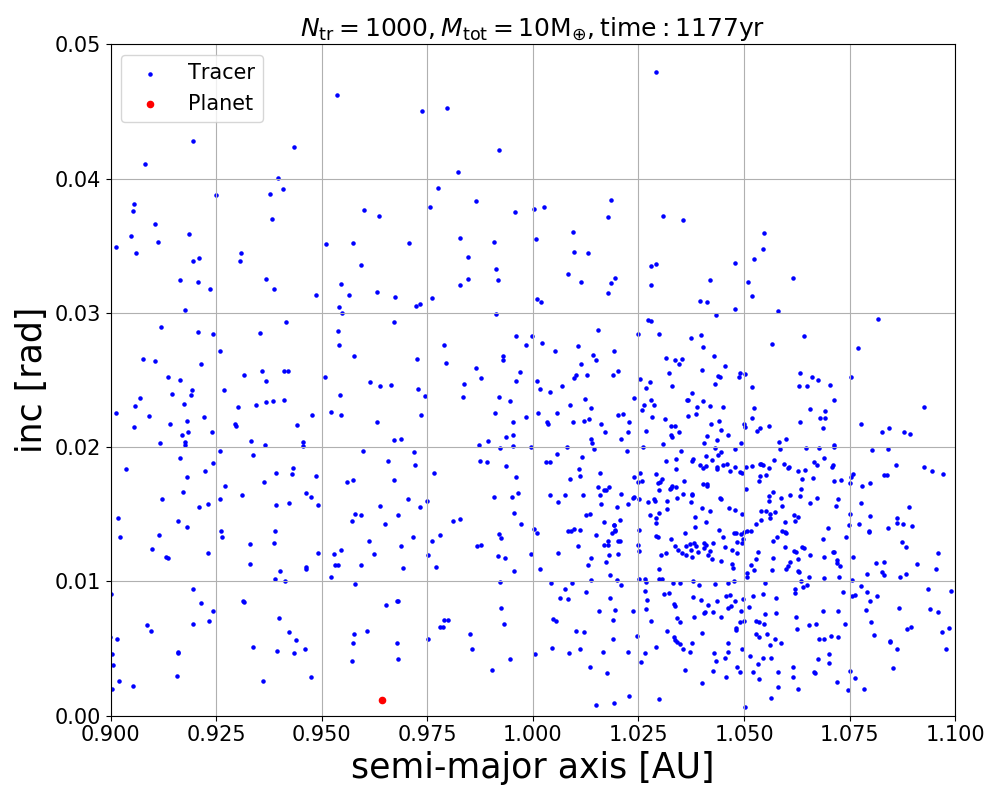 N_tr = 1000, M_tot = 10M_⊕, time : 1177yr
Tracer
Planet
0.05
0.04
0.03
0.02
0.01
0.00
inc [rad]
0.900 0.925 0.950 0.975 1.000 1.025 1.050 1.075 1.100
semi-major axis [AU]